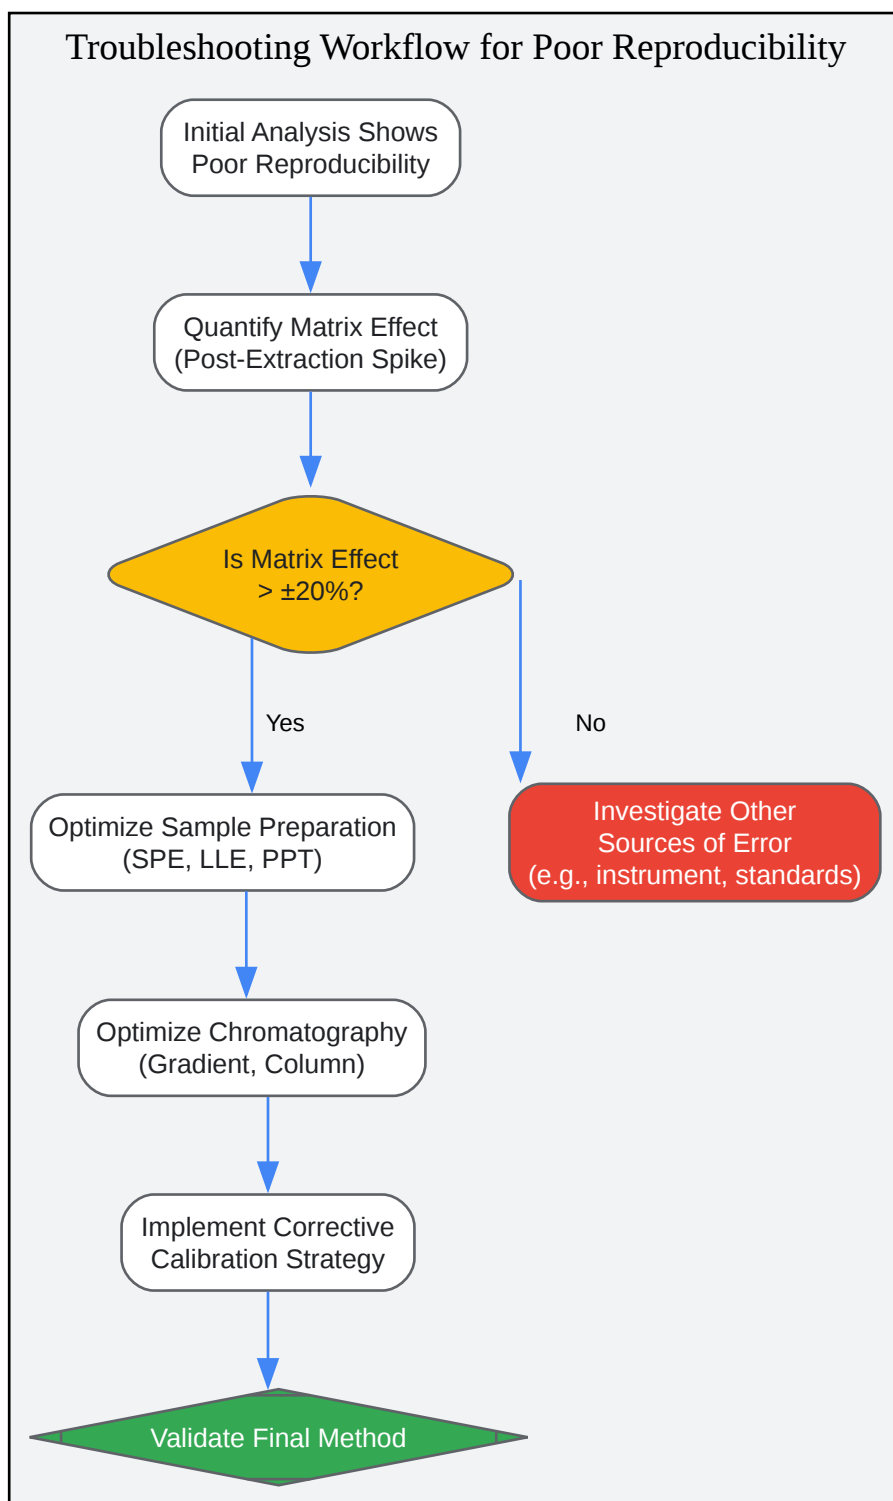 Troubleshooting Workflow for Poor Reproducibility
Initial Analysis Shows
Poor Reproducibility
Quantify Matrix Effect
(Post-Extraction Spike)
Is Matrix Effect
> ±20%?
Yes
No
Optimize Sample Preparation
(SPE, LLE, PPT)
Investigate Other
Sources of Error
(e.g., instrument, standards)
Optimize Chromatography
(Gradient, Column)
Implement Corrective
Calibration Strategy
Validate Final Method